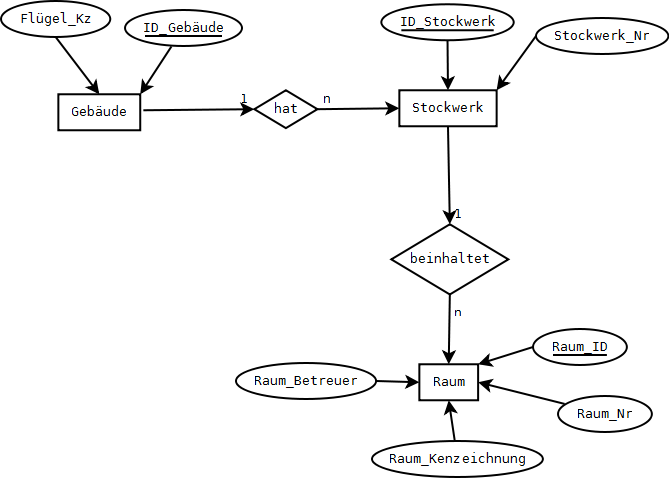 Flügel_Kz
ID_Gebäude
ID_Stockwerk
Stockwerk_Nr
Gebäude
1
hat
n
Stockwerk
1
beinhaltet
n
Raum_ID
Raum_Betreuer
Raum
Raum_Nr
Raum_Kenzeichnung